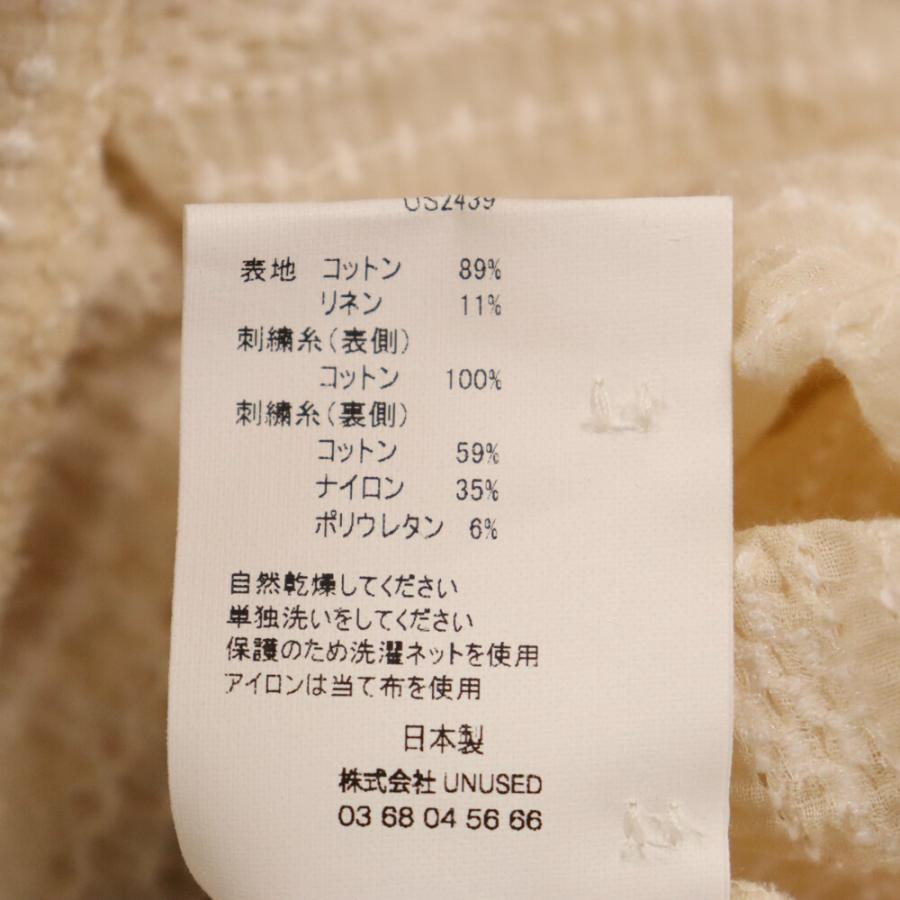 US2439
表地 コットン 89%
リネン 11%
刺繍糸(表側)
コットン 100%
刺繍糸(裏側)
コットン 59%
ナイロン 35%
ポリウレタン 6%
自然乾燥してください
単独洗いをしてください
保護のため洗濯ネットを使用
アイロンは当て布を使用
日本製
株式会社 UNUSED
03 68 04 56 66